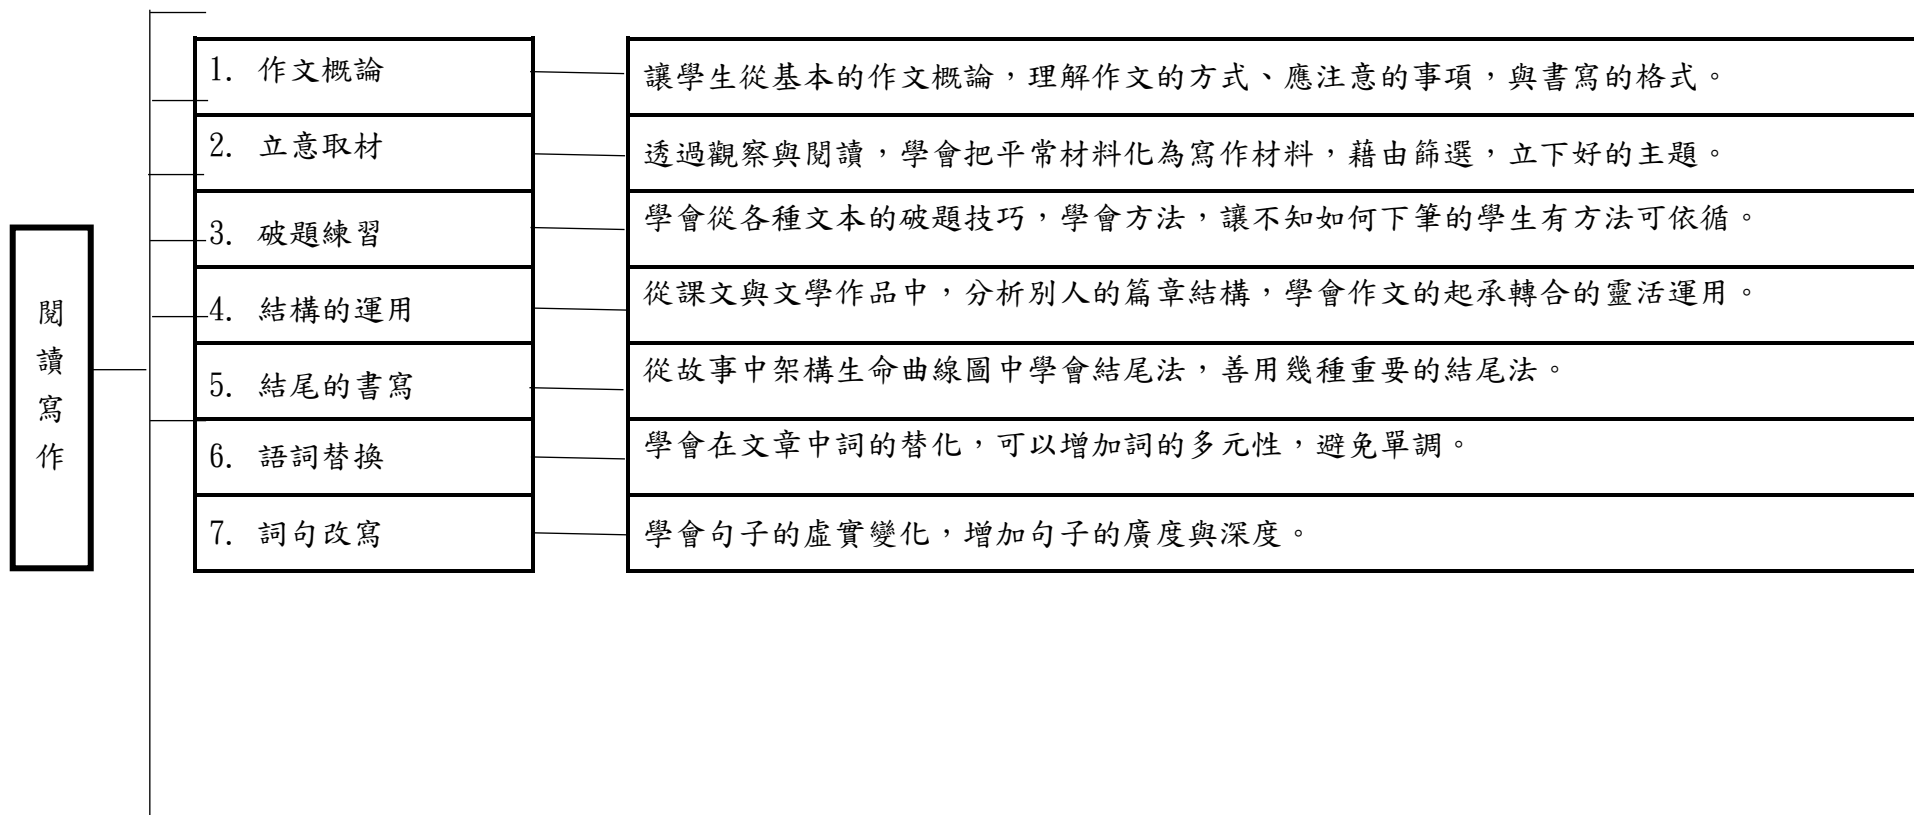 閱讀寫作
1. 作文概論
讓學生從基本的作文概論，理解作文的方式、應注意的事項，與書寫的格式。
2. 立意取材
透過觀察與閱讀，學會把平常材料化為寫作材料，藉由篩選，立下好的主題。
3. 破題練習
學會從各種文本的破題技巧，學會方法，讓不知如何下筆的學生有方法可依循。
4. 結構的運用
從課文與文學作品中，分析別人的篇章結構，學會作文的起承轉合的靈活運用。
5. 結尾的書寫
從故事中架構生命曲線圖中學會結尾法，善用幾種重要的結尾法。
6. 語詞替換
學會在文章中詞的替化，可以增加詞的多元性，避免單調。
7. 詞句改寫
學會句子的虛實變化，增加句子的廣度與深度。